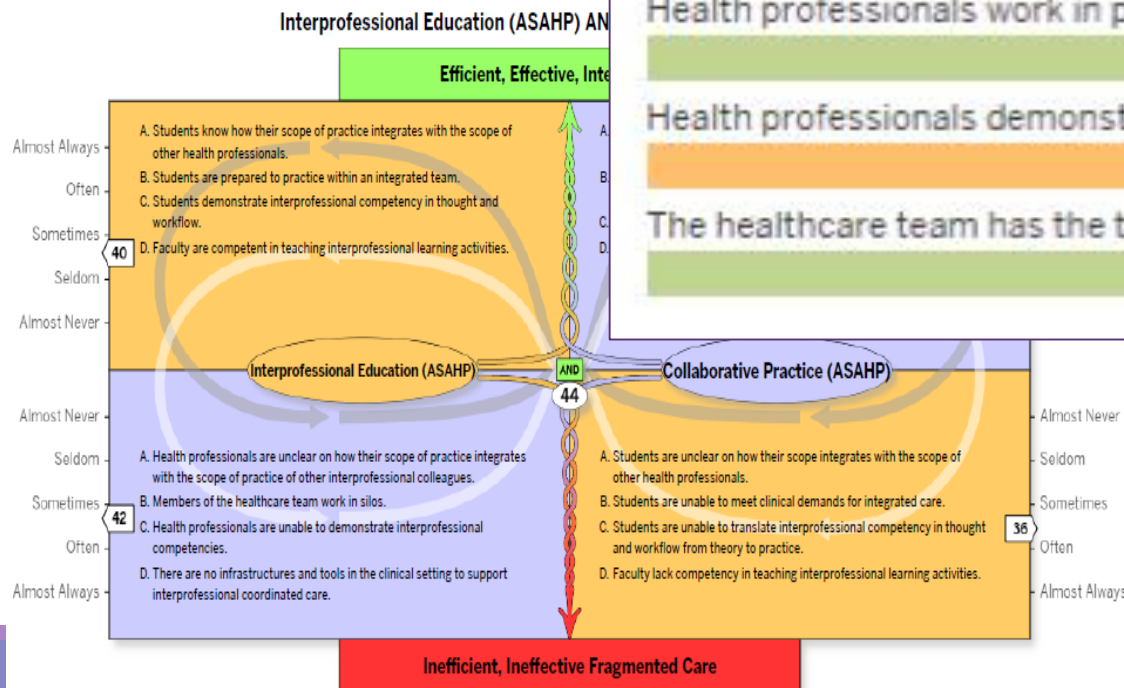 Interprofessional Education (ASAHP) AN
Efficient, Effective, Inte
Health professionals work in p
Health professionals demonst
The healthcare team has the t
Almost Always
Often
Sometimes
40
Seldom
Almost Never
A. Students know how their scope of practice integrates with the scope of
other health professionals.
B. Students are prepared to practice within an integrated team.
C. Students demonstrate interprofessional competency in thought and
workflow.
D. Faculty are competent in teaching interprofessional learning activities.
A.
B.
C.
D.
Interprofessional Education (ASAHP)
AND
44
Collaborative Practice (ASAHP)
Almost Never
Seldom
Sometimes
42
Often
Almost Always
A. Health professionals are unclear on how their scope of practice integrates
with the scope of practice of other interprofessional colleagues.
B. Members of the healthcare team work in silos.
C. Health professionals are unable to demonstrate interprofessional
competencies.
D. There are no infrastructures and tools in the clinical setting to support
interprofessional coordinated care.
A. Students are unclear on how their scope integrates with the scope of
other health professionals.
B. Students are unable to meet clinical demands for integrated care.
C. Students are unable to translate interprofessional competency in thought
and workflow from theory to practice.
D. Faculty lack competency in teaching interprofessional learning activities.
Almost Never
Seldom
Sometimes
36
Often
Almost Always
Inefficient, Ineffective Fragmented Care